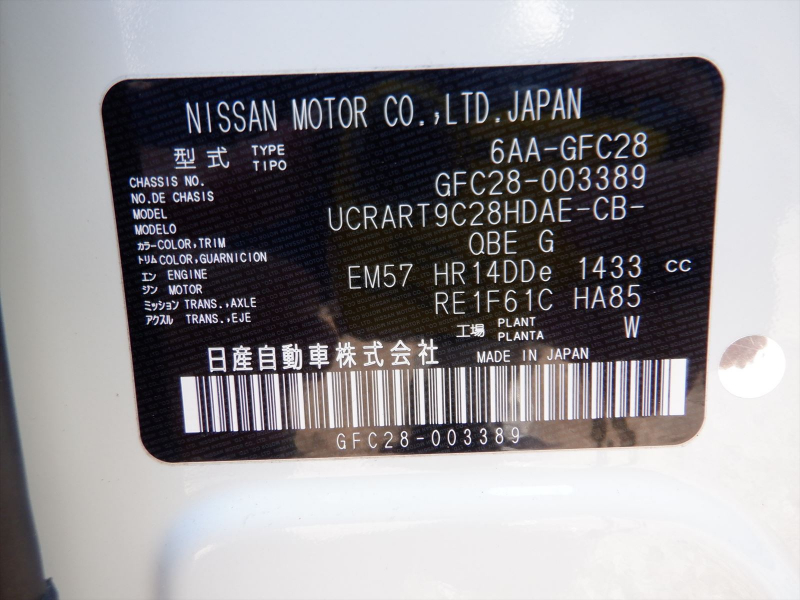 NISSAN MOTOR CO.,LTD.JAPAN
型式 TYPE TIPO 6AA-GFC28
CHASSIS NO. NO.DE CHASIS GFC28-003389
MODEL MODELO UCRART9C28HDAE-CB-
カラー COLOR,TRIM トリム COLOR,GUARNICION QBE G
エンジン ENGINE MOTOR EM57 HR14DDe 1433 CC
ミッション TRANS.,AXLE アクスル TRANS.,EJE RE1F61C HA85
工場 PLANT PLANTA W
日産自動車株式会社 MADE IN JAPAN
GFC28-003389